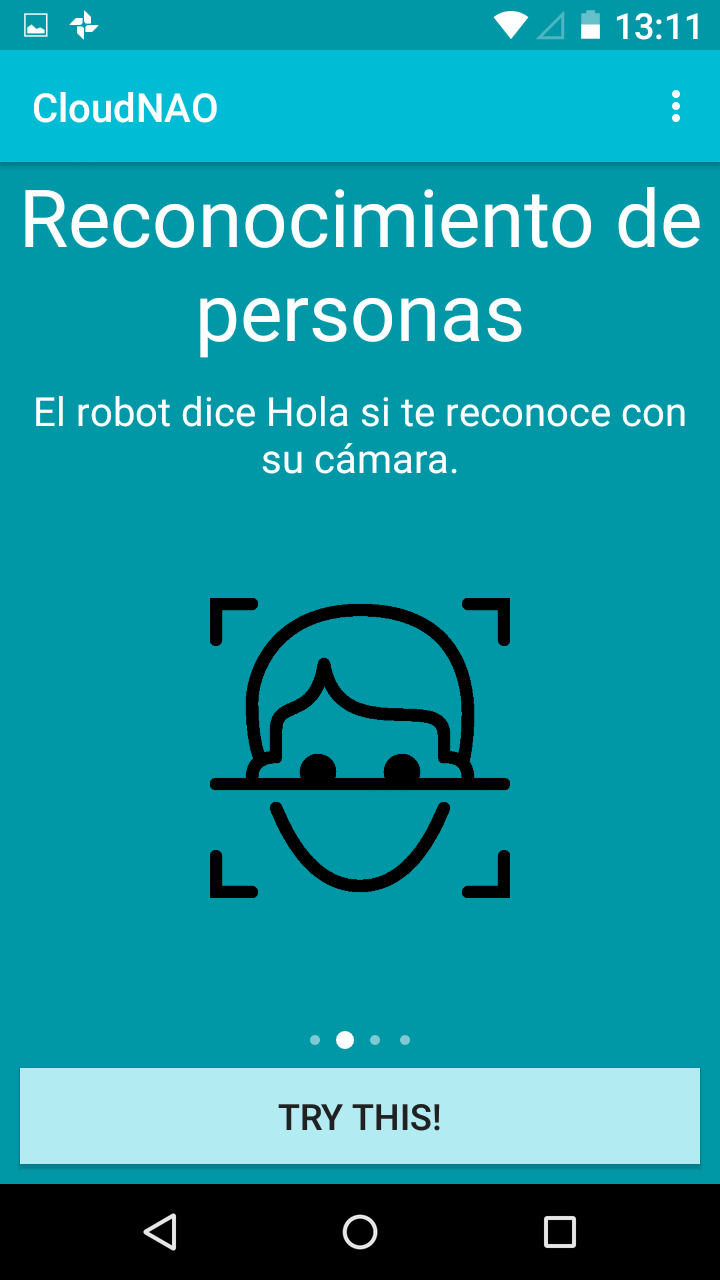 13:11
CloudNAO
Reconocimiento de
personas
El robot dice Hola si te reconoce con
su cámara.
TRY THIS!